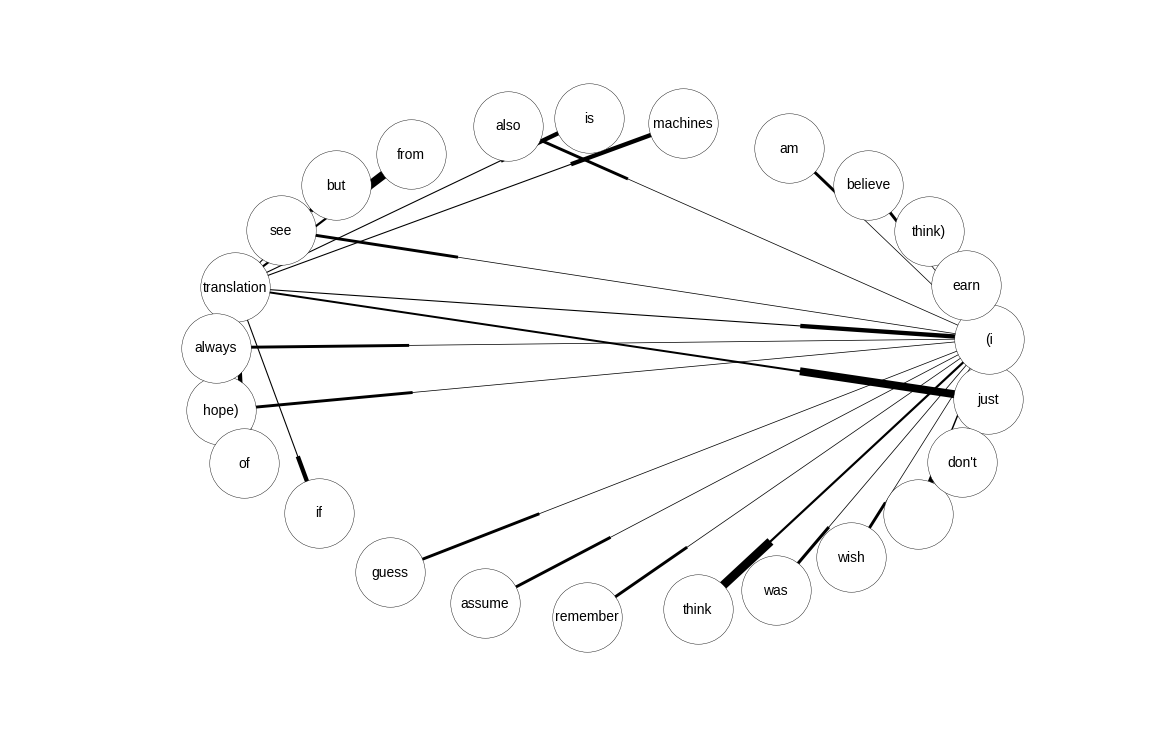 also
is
machines
am
from
but
believe
see
think)
translation
earn
always
(i
hope)
just
of
don't
if
wish
guess
was
assume
think
remember